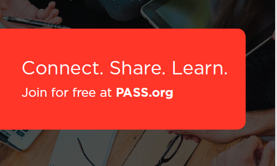 Connect. Share. Learn.
Join for free at PASS.org